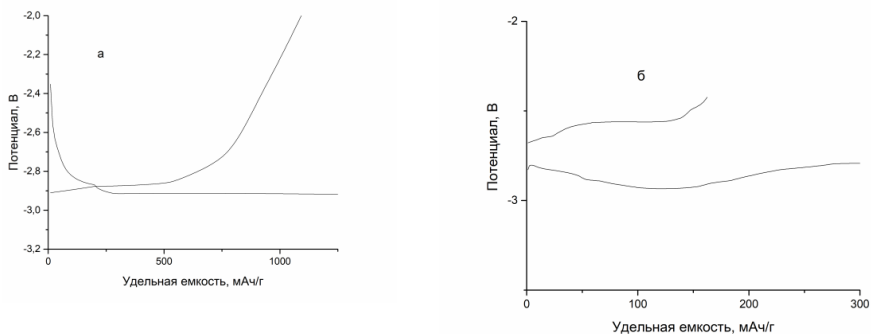 а
-2,0
-2,2
-2,4
-2,6
-2,8
-3,0
-3,2
Потенциал, В
0
500
1000
Удельная емкость, мАч/г
б
-2
-3
Потенциал, В
0
100
200
300
Удельная емкость, мАч/г